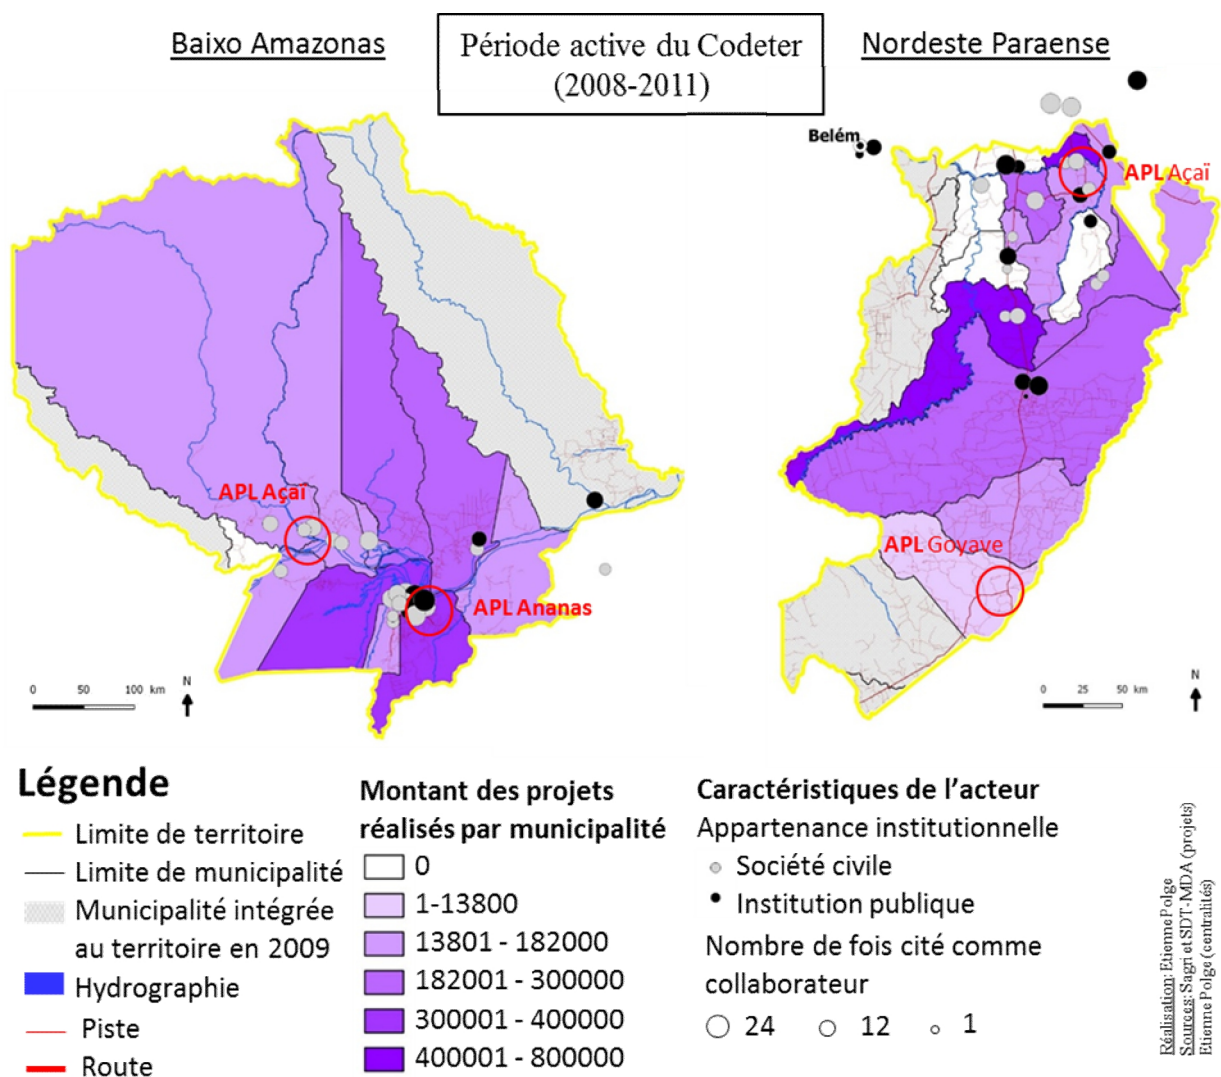 Baixo Amazonas
Période active du Codeter
(2008-2011)
Nordeste Paraense
Belém
APL Açaï
APL Açaï
APL Goyave
APL Ananas
0 50 100 km
N
0 25 50 km
N
Légende
Limite de territoire
Limite de municipalité
Municipalité intégrée
au territoire en 2009
Hydrographie
Piste
Route
Montant des projets
réalisés par municipalité
0
1-13800
13801 - 182000
182001 - 300000
300001 - 400000
400001 - 800000
Caractéristiques de l’acteur
Appartenance institutionnelle
Société civile
Institution publique
Nombre de fois cité comme
collaborateur
24 12 1
Réalisation: Etienne Polge
Sources: Sagri et SDT-MDA (projets)
Etienne Polge (centralités)